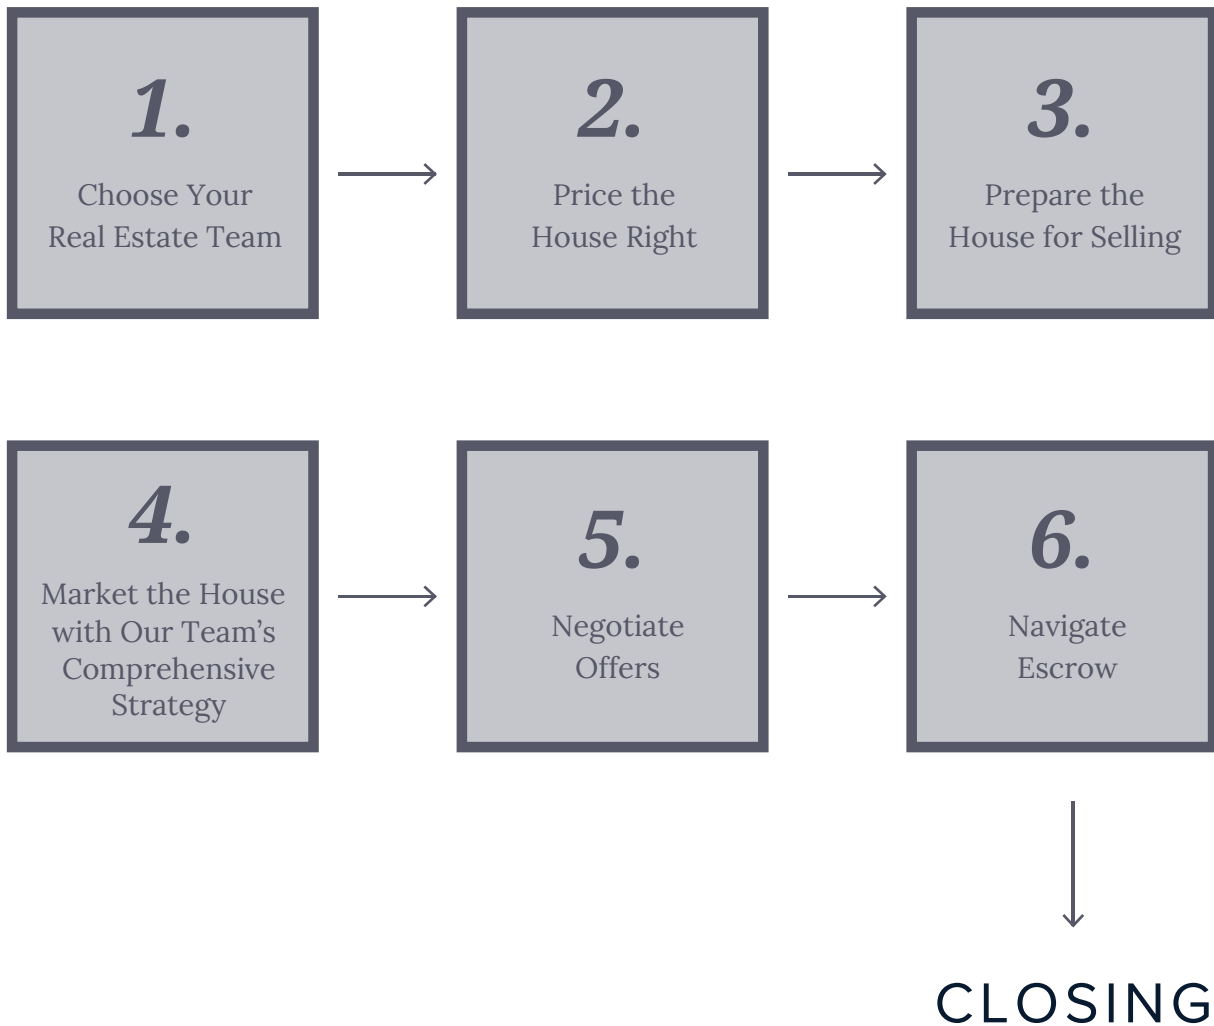 1.
Choose Your
Real Estate Team
2.
Price the
House Right
3.
Prepare the
House for Selling
4.
Market the House
with Our Team’s
Comprehensive
Strategy
5.
Negotiate
Offers
6.
Navigate
Escrow
CLOSING